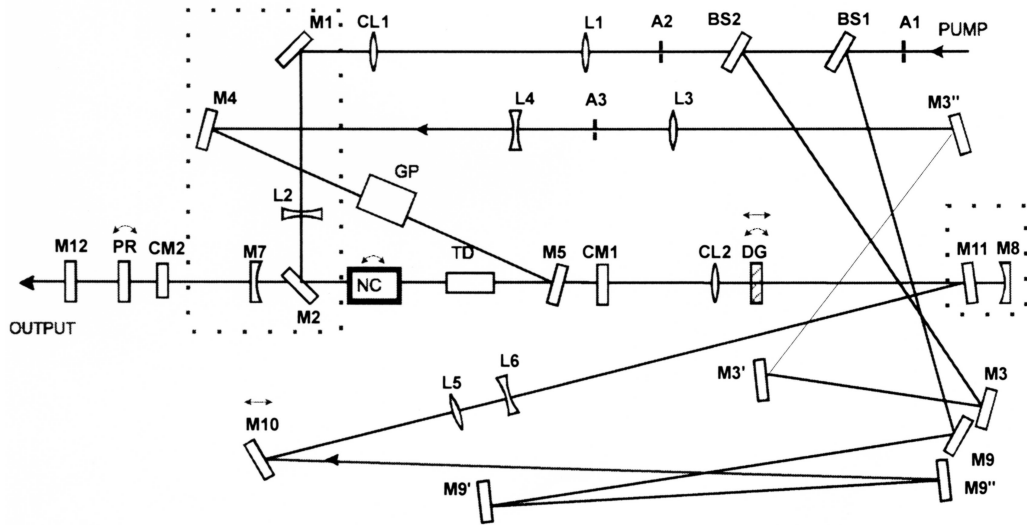 M1 CL1 L1 A2 BS2 BS1 A1
PUMP
M4 L4 A3 L3 M3''
GP
L2
M12 PR CM2 M7 NC TD M5 CM1 CL2 DG M11 M8
M2
OUTPUT
M3' M3
L5 L6
M10
M9
M9' M9''